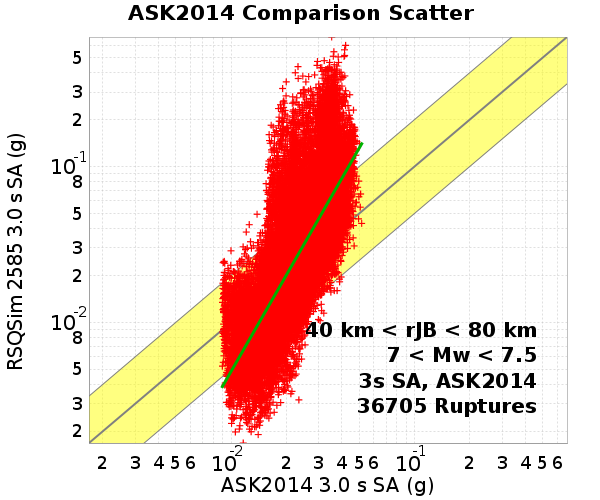 ASK2014 Comparison Scatter
RSQSim 2585 3.0 s SA (g)
5
3
2
10-1
8
5
3
2
10-2
8
5
3
2
40 km < rJB < 80 km
7 < Mw < 7.5
3s SA, ASK2014
36705 Ruptures
2 3 4 5 6 10-2 2 3 4 5 6 10-1 2 3 4 5 6
ASK2014 3.0 s SA (g)